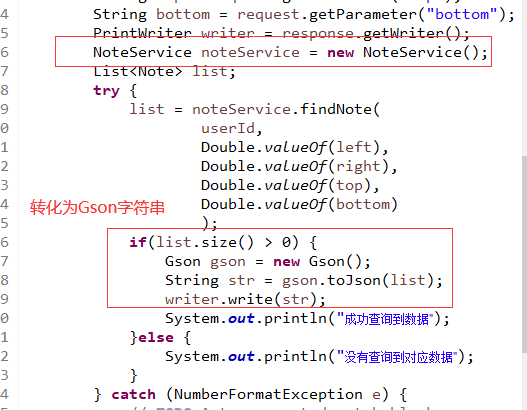 4 String bottom = request.getParameter("bottom");
5 PrintWriter writer = response.getWriter();
6 NoteService noteService = new NoteService();
7 List<Note> list;
8 try {
9 list = noteService.findNote(
0 userId,
1 Double.valueOf(left),
2 Double.valueOf(right),
3 Double.valueOf(top),
4 Double.valueOf(bottom)
转化为Gson字符串
5 );
6 if(list.size() > 0) {
7 Gson gson = new Gson();
8 String str = gson.toJson(list);
9 writer.write(str);
0 System.out.println("成功查询到数据");
1 }else {
2 System.out.println("没有查询到对应数据");
3 }
4 } catch (NumberFormatException e) {